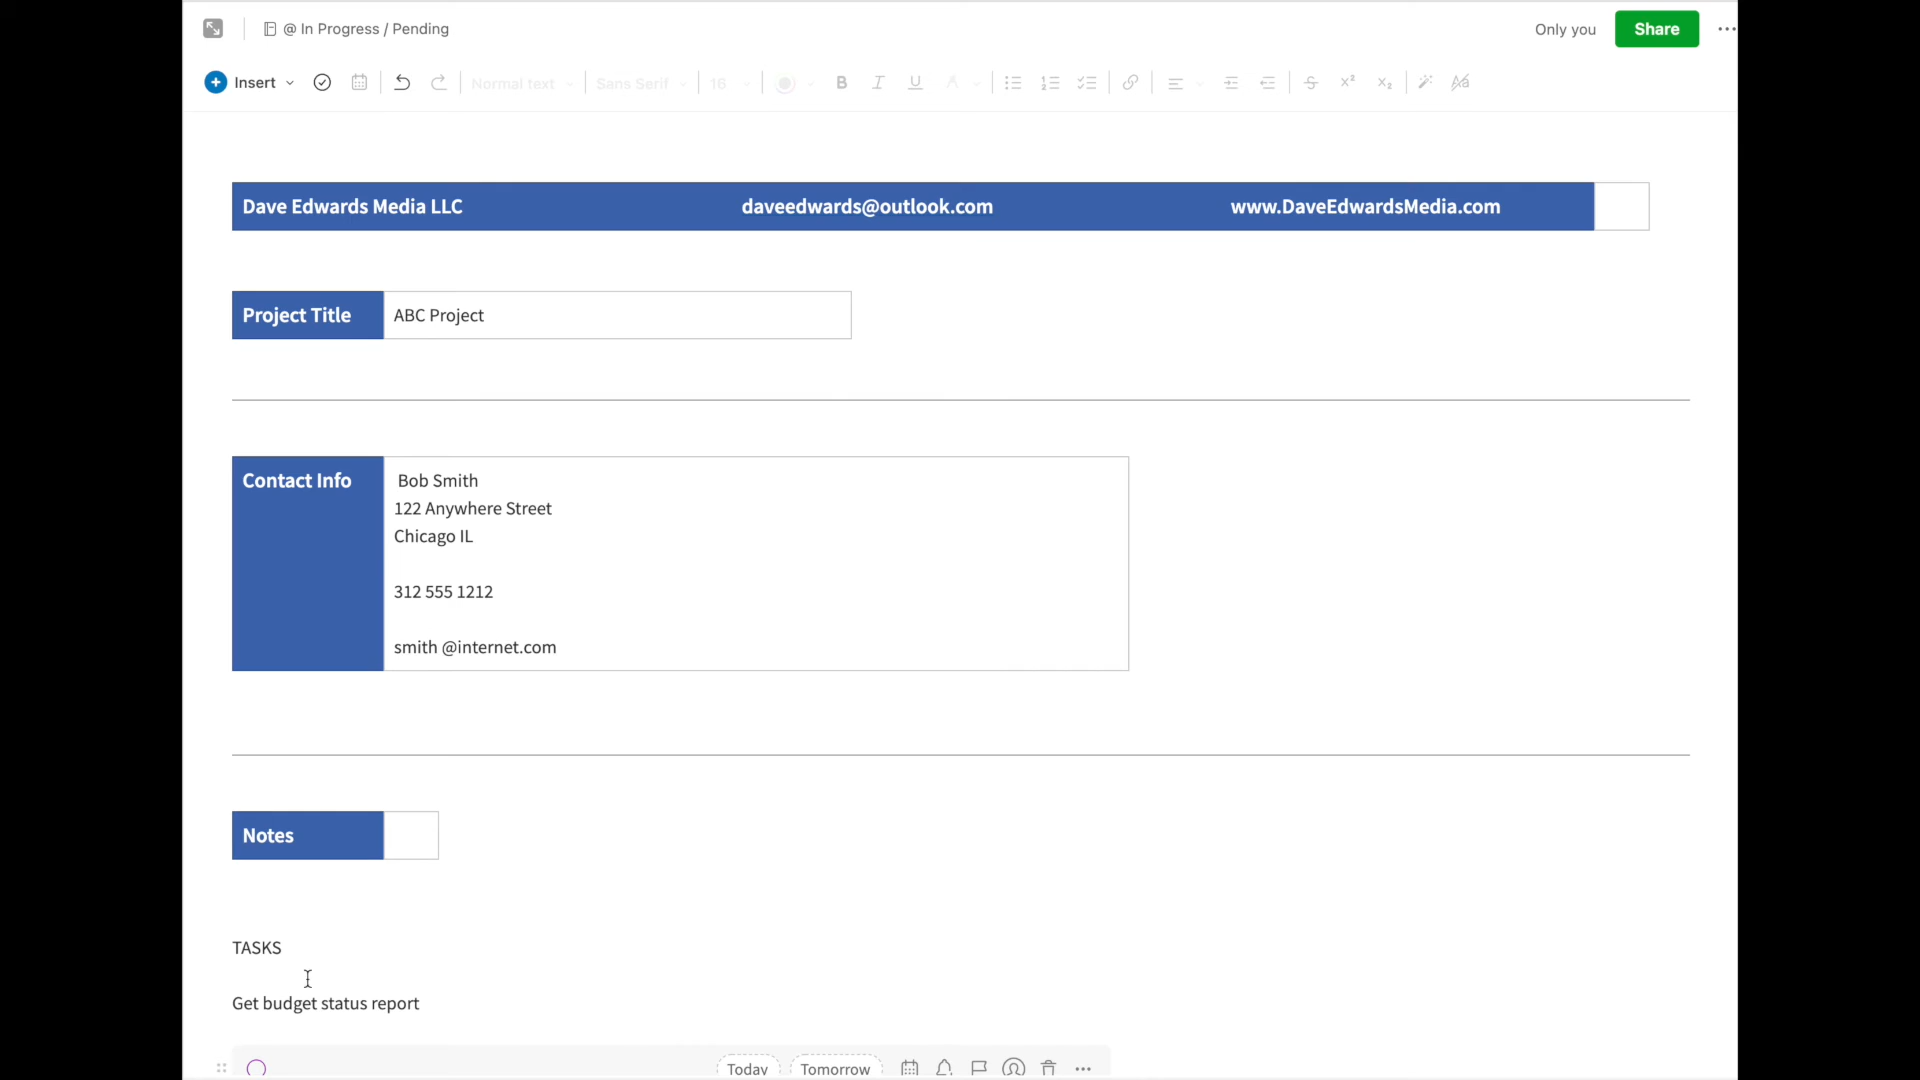 @ In Progress / Pending
Only you
Share
Insert
Normal text
Sans Serif
16
Dave Edwards Media LLC daveedwards@outlook.com www.DaveEdwardsMedia.com
Project Title ABC Project
Contact Info Bob Smith
122 Anywhere Street
Chicago IL
312 555 1212
smith @internet.com
Notes
TASKS
Get budget status report
Today Tomorrow